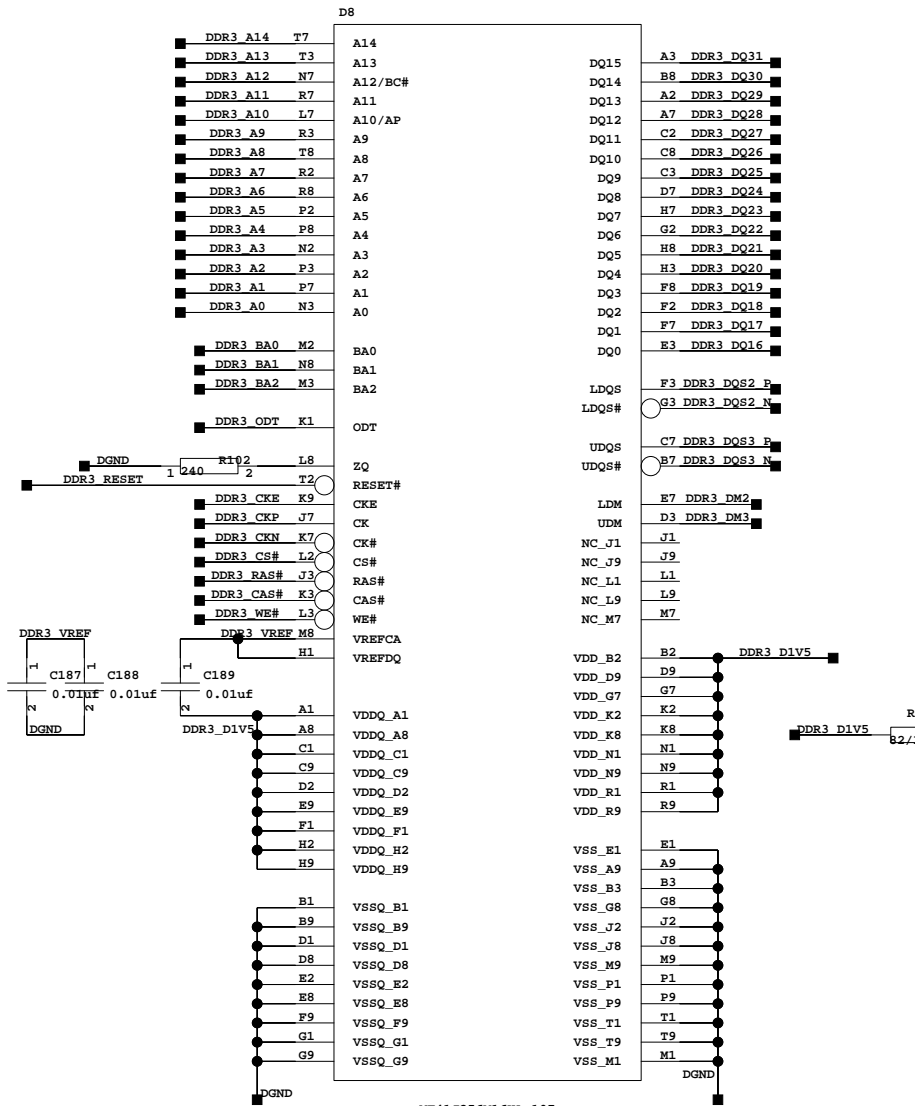 D8
DDR3_A14 T7 A14
DDR3_A13 T3 A13 DQ15 A3 DDR3_DQ31
DDR3_A12 N7 A12/BC# DQ14 B8 DDR3_DQ30
DDR3_A11 R7 A11 DQ13 A2 DDR3_DQ29
DDR3_A10 L7 A10/AP DQ12 A7 DDR3_DQ28
DDR3_A9 R3 A9 DQ11 C2 DDR3_DQ27
DDR3_A8 T8 A8 DQ10 C8 DDR3_DQ26
DDR3_A7 R2 A7 DQ9 C3 DDR3_DQ25
DDR3_A6 R8 A6 DQ8 D7 DDR3_DQ24
DDR3_A5 P2 A5 DQ7 H7 DDR3_DQ23
DDR3_A4 P8 A4 DQ6 G2 DDR3_DQ22
DDR3_A3 N2 A3 DQ5 H8 DDR3_DQ21
DDR3_A2 P3 A2 DQ4 H3 DDR3_DQ20
DDR3_A1 P7 A1 DQ3 F8 DDR3_DQ19
DDR3_A0 N3 A0 DQ2 F2 DDR3_DQ18
DQ1 F7 DDR3_DQ17
DDR3_BA0 M2 BA0 DQ0 E3 DDR3_DQ16
DDR3_BA1 N8 BA1
DDR3_BA2 M3 BA2 LDQS F3 DDR3_DQS2_P
LDQS# G3 DDR3_DQS2_N
DDR3_ODT K1 ODT
UDQS C7 DDR3_DQS3_P
DGND R102 1 240 2 L8 ZQ UDQS# B7 DDR3_DQS3_N
DDR3_RESET T2 RESET#
DDR3_CKE K9 CKE LDM E7 DDR3_DM2
DDR3_CKP J7 CK UDM D3 DDR3_DM3
DDR3_CKN K7 CK# NC_J1 J1
DDR3_CS# L2 CS# NC_J9 J9
DDR3_RAS# J3 RAS# NC_L1 L1
DDR3_CAS# K3 CAS# NC_L9 L9
DDR3_WE# L3 WE# NC_M7 M7
DDR3_VREF DDR3_VREF M8 VREFCA
H1 VREFDQ VDD_B2 B2 DDR3_D1V5
1 1 1 VDD_D9 D9
C187 C188 C189
0.01uf 0.01uf 0.01uf VDD_G7 G7
2 2 2 A1 VDDQ_A1 VDD_K2 K2
R
DGND DDR3_D1V5 A8 VDDQ_A8 VDD_K8 K8 DDR3_D1V5
C1 VDDQ_C1 VDD_N1 N1
C9 VDDQ_C9 VDD_N9 N9
D2 VDDQ_D2 VDD_R1 R1
E9 VDDQ_E9 VDD_R9 R9
F1 VDDQ_F1
H2 VDDQ_H2 VSS_E1 E1
H9 VDDQ_H9 VSS_A9 A9
VSS_B3 B3
B1 VSSQ_B1 VSS_G8 G8
B9 VSSQ_B9 VSS_J2 J2
D1 VSSQ_D1 VSS_J8 J8
D8 VSSQ_D8 VSS_M9 M9
E2 VSSQ_E2 VSS_P1 P1
E8 VSSQ_E8 VSS_P9 P9
F9 VSSQ_F9 VSS_T1 T1
G1 VSSQ_G1 VSS_T9 T9
G9 VSSQ_G9 VSS_M1 M1
DGND
DGND